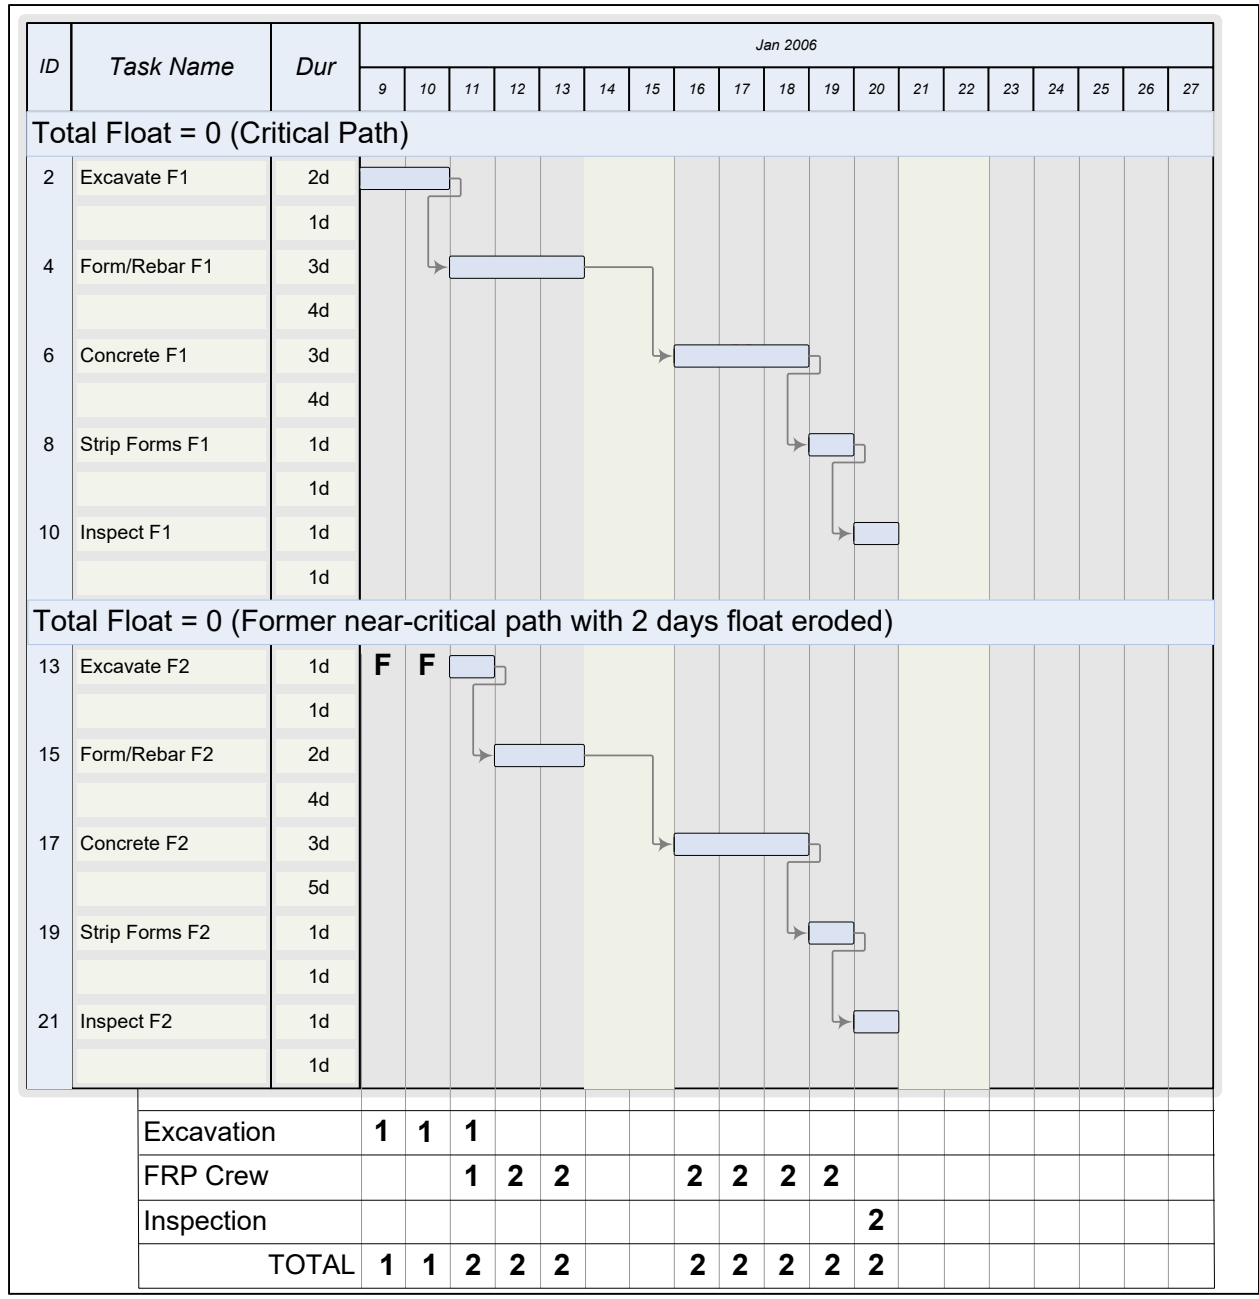 ID Task Name Dur Jan 2006
9 10 11 12 13 14 15 16 17 18 19 20 21 22 23 24 25 26 27
Total Float = 0 (Critical Path)
2 Excavate F1 2d
1d
4 Form/Rebar F1 3d
4d
6 Concrete F1 3d
4d
8 Strip Forms F1 1d
1d
10 Inspect F1 1d
1d
Total Float = 0 (Former near-critical path with 2 days float eroded)
13 Excavate F2 1d F F
1d
15 Form/Rebar F2 2d
4d
17 Concrete F2 3d
5d
19 Strip Forms F2 1d
1d
21 Inspect F2 1d
1d
Excavation 1 1 1
FRP Crew 1 2 2 2 2 2 2
Inspection 2
TOTAL 1 1 2 2 2 2 2 2 2 2